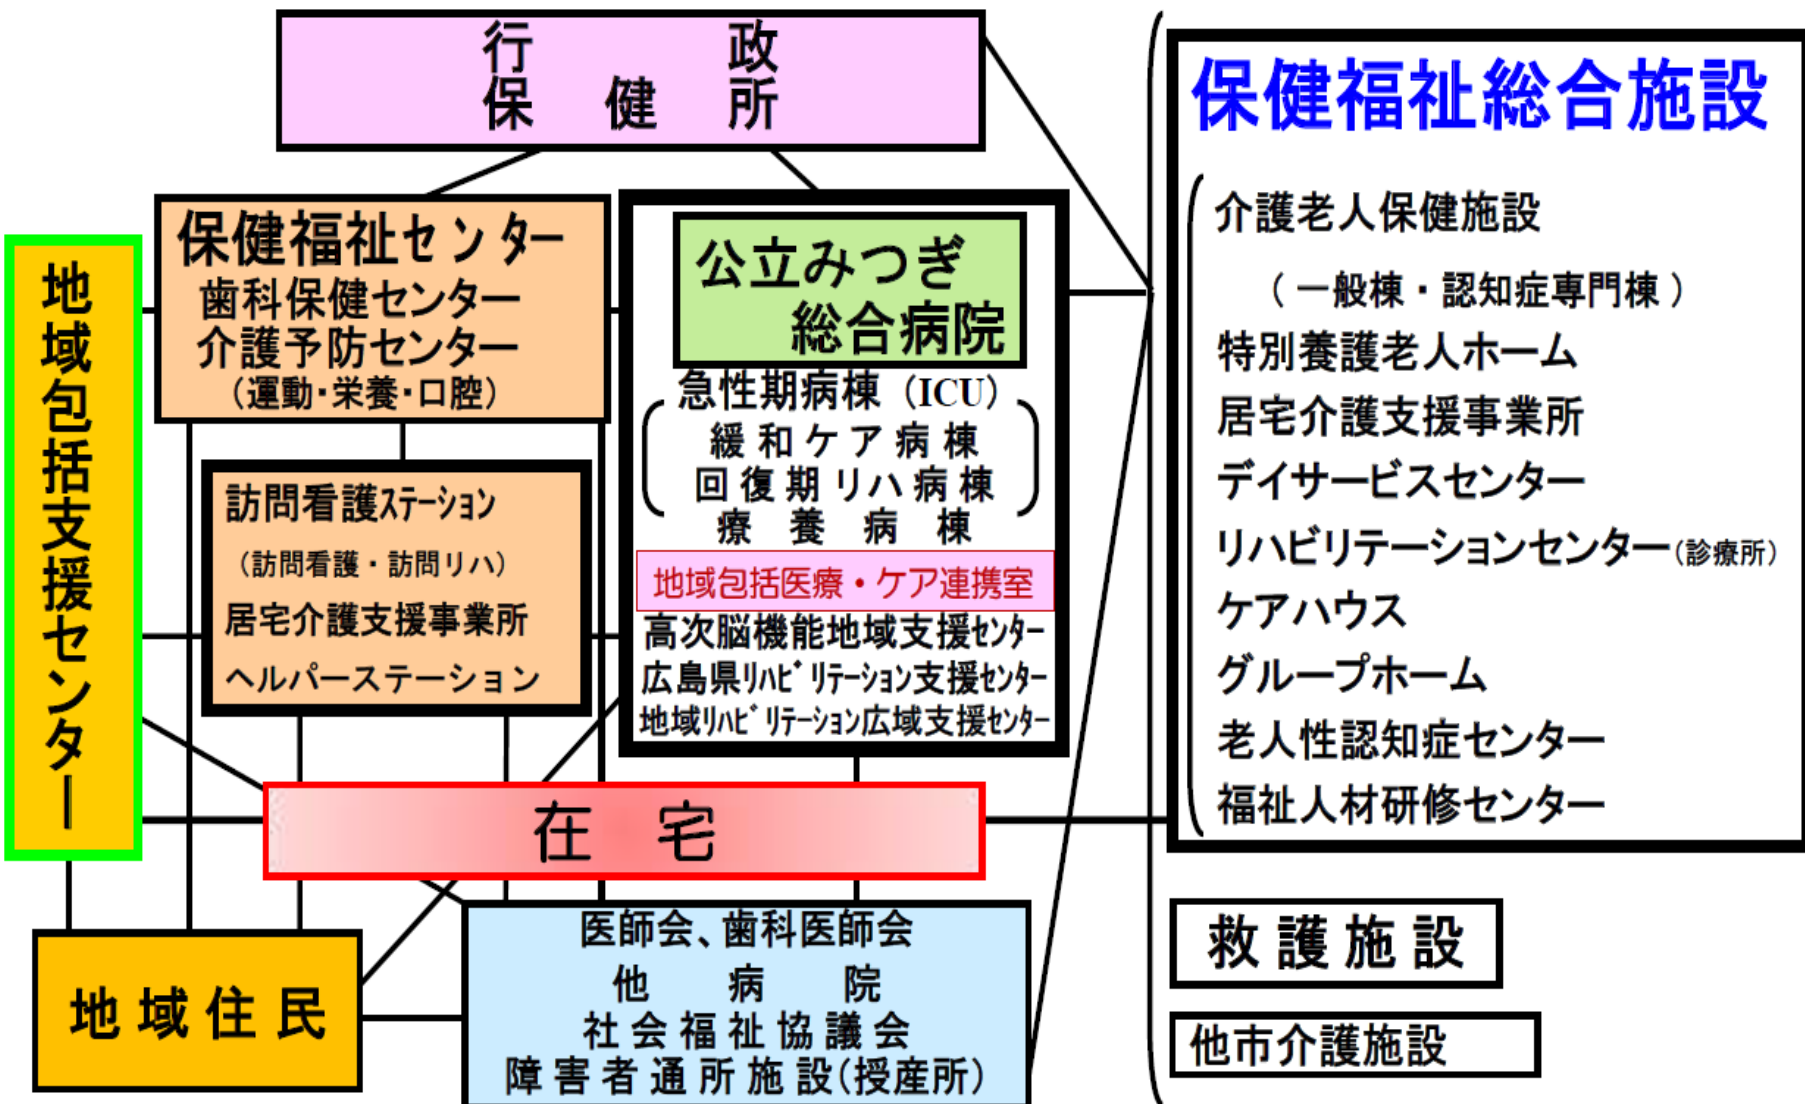 行政
保健所
保健福祉センター
歯科保健センター
介護予防センター
（運動・栄養・口腔）
地域包括支援センター
訪問看護ステーション
（訪問看護・訪問リハ）
居宅介護支援事業所
ヘルパーステーション
公立みつぎ
総合病院
急性期病棟（ICU）
緩和ケア病棟
回復期リハ病棟
療養病棟
地域包括医療・ケア連携室
高次脳機能地域支援センター
広島県リハビリテーション支援センター
地域リハビリテーション広域支援センター
在宅
地域住民
医師会、歯科医師会
他病院
社会福祉協議会
障害者通所施設（授産所）
保健福祉総合施設
介護老人保健施設
（一般棟・認知症専門棟）
特別養護老人ホーム
居宅介護支援事業所
デイサービスセンター
リハビリテーションセンター（診療所）
ケアハウス
グループホーム
老人性認知症センター
福祉人材研修センター
救護施設
他市介護施設